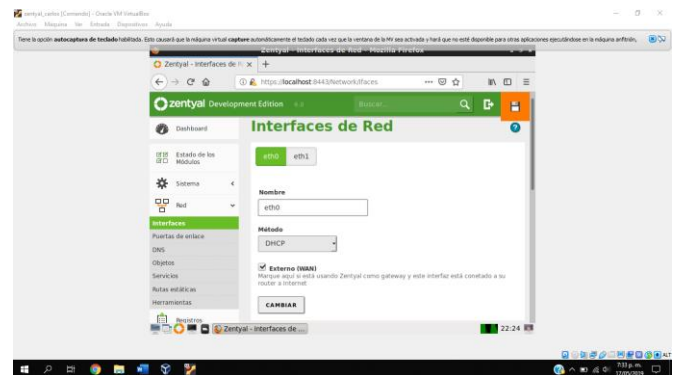 zentyal_carlos [Corriendo] - Oracle VM VirtualBox
Archivo Máquina Ver Entrada Dispositivos Ayuda
Tiene la opción autocaptura de teclado habilitada. Esto causará que la máquina virtual capture automáticamente el teclado cada vez que la ventana de la MV sea activada y hará que no esté disponible para otras aplicaciones ejecutándose en la máquina anfitrión.
Zentyal - Interfaces de Red - Mozilla Firefox
Zentyal - Interfaces de R
https://localhost:8443/Network/Ifaces
zentyal Development Edition
Buscar...
Dashboard
Interfaces de Red
Estado de los
Módulos
eth0 eth1
Sistema
Nombre
Red
eth0
Interfaces
Puertas de enlace
Método
DNS
DHCP
Objetos
Externo (WAN)
Servicios
Marque aquí si está usando Zentyal como gateway y este interfaz está conetado a su
router a Internet
Rutas estáticas
Herramientas
CAMBIAR
Registros
Zentyal - Interfaces de ...
22:24
ALT
7:33 p. m.
17/05/2019